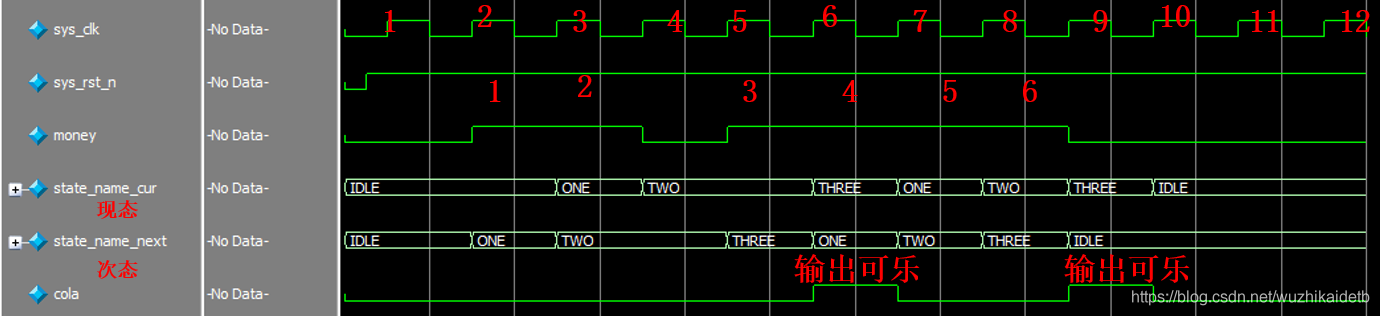 sys_clk -No Data- 1 2 3 4 5 6 7 8 9 10 11 12
sys_rst_n -No Data- 1 2 3 4 5 6
money -No Data-
state_name_cur -No Data- IDLE ONE TWO THREE ONE TWO THREE IDLE
现态
state_name_next -No Data- IDLE ONE TWO THREE ONE TWO THREE IDLE
次态 输出可乐 输出可乐
cola -No Data-
https://blog.csdn.net/wuzhikaidetb